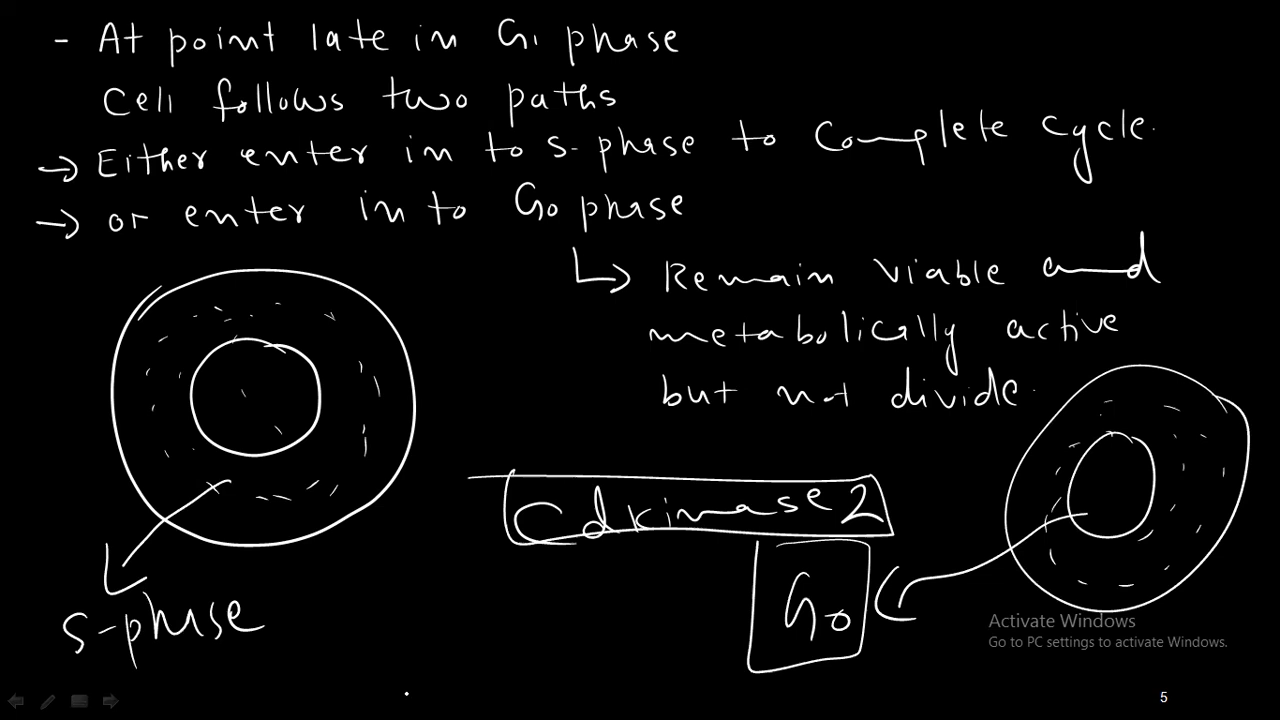 - At point late in G1 phase
Cell follows two paths
→ Either enter in to s-phase to complete cycle.
→ or enter in to G0 phase
↳ Remain viable and
metabolically active
but not divide.
Cdkinase 2
G0
s-phase
Activate Windows
Go to PC settings to activate Windows.
5